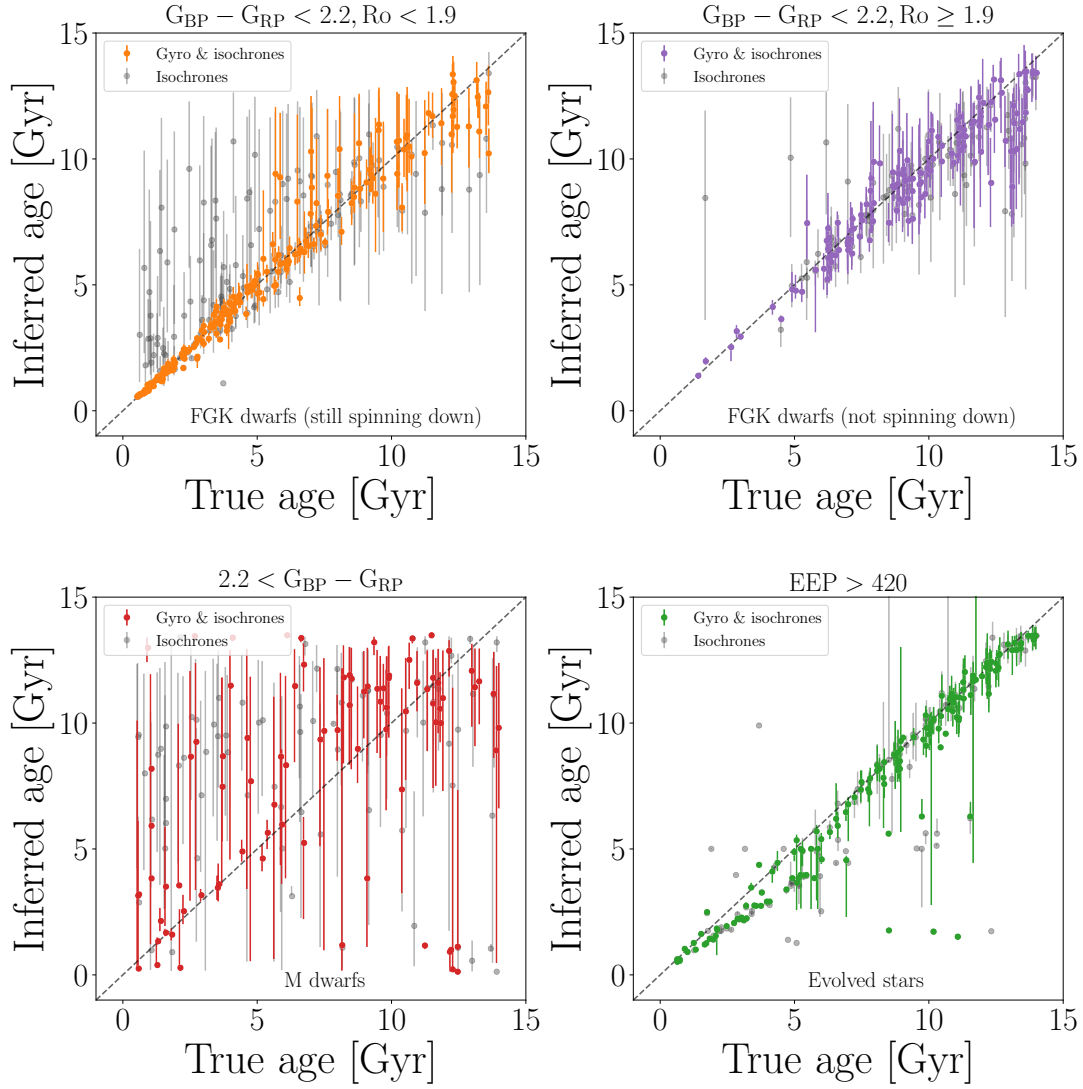 G_BP − G_RP < 2.2, Ro < 1.9
15
10
5
0
Inferred age [Gyr]
Gyro & isochrones
Isochrones
FGK dwarfs (still spinning down)
0 5 10 15
True age [Gyr]
G_BP − G_RP < 2.2, Ro ≥ 1.9
15
10
5
0
Inferred age [Gyr]
Gyro & isochrones
Isochrones
FGK dwarfs (not spinning down)
0 5 10 15
True age [Gyr]
2.2 < G_BP − G_RP
15
10
5
0
Inferred age [Gyr]
Gyro & isochrones
Isochrones
M dwarfs
0 5 10 15
True age [Gyr]
EEP > 420
15
10
5
0
Inferred age [Gyr]
Gyro & isochrones
Isochrones
Evolved stars
0 5 10 15
True age [Gyr]